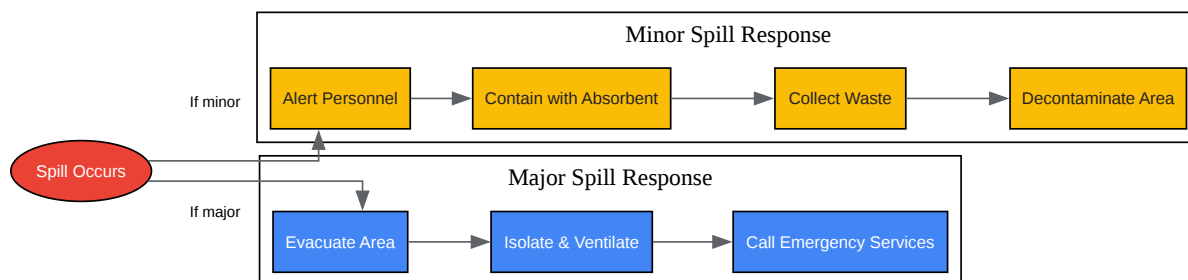 Minor Spill Response
If minor
Alert Personnel
Contain with Absorbent
Collect Waste
Decontaminate Area
Spill Occurs
Major Spill Response
If major
Evacuate Area
Isolate & Ventilate
Call Emergency Services